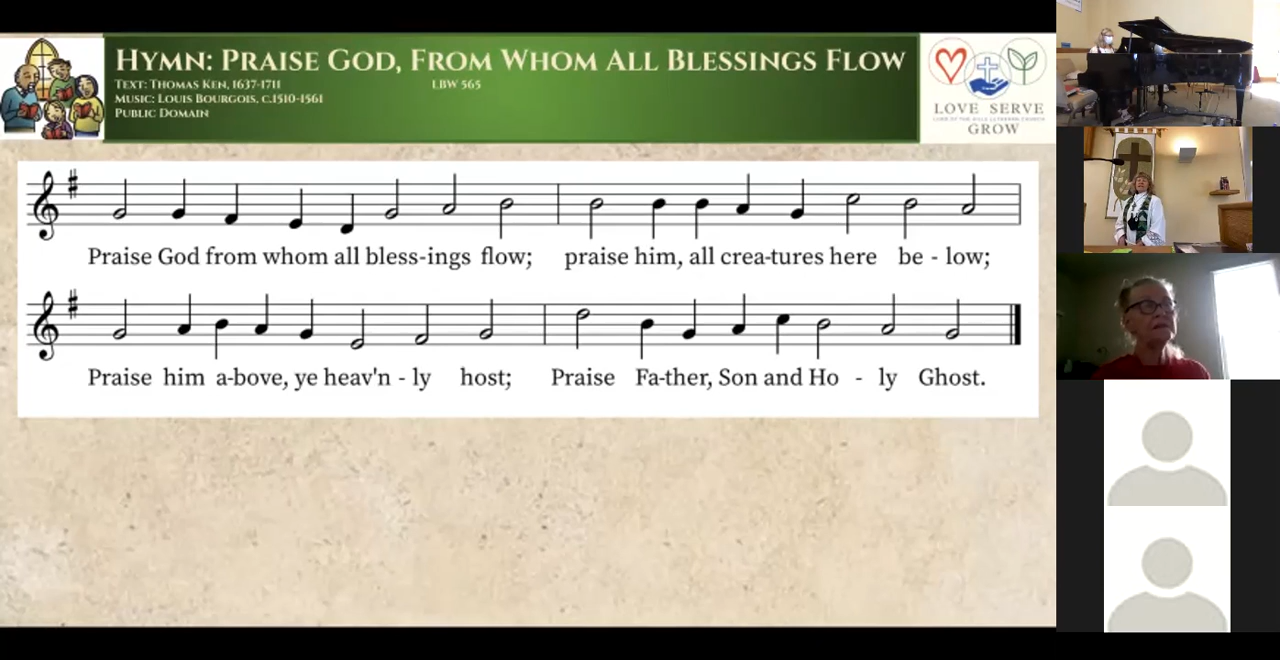 Hymn: Praise God, From Whom All Blessings Flow
Text: Thomas Ken, 1637-1711
LBW 565
Music: Louis Bourgois, c.1510-1561
Public Domain
LOVE SERVE
GROW
Praise God from whom all bless-ings flow; praise him, all crea-tures here be - low;
Praise him a-bove, ye heav'n - ly host; Praise Fa-ther, Son and Ho - ly Ghost.